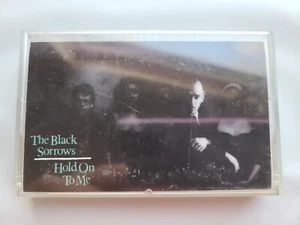 The Black
Sorrows
Hold On
To Me